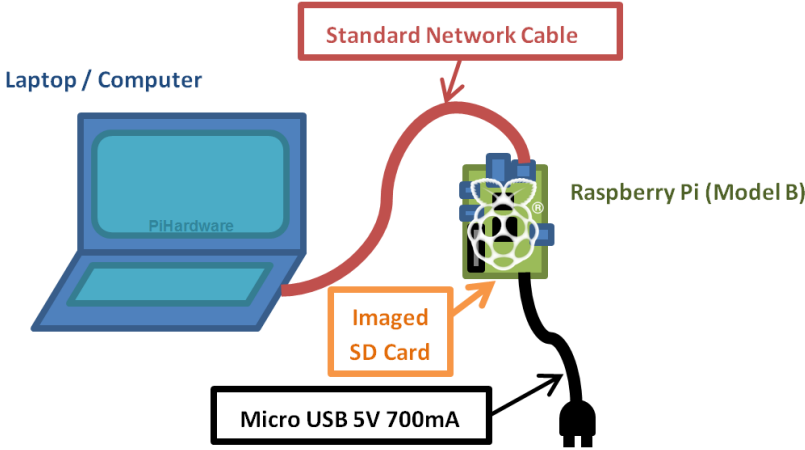 Standard Network Cable
Laptop / Computer
PiHardware
Raspberry Pi (Model B)
®
Imaged
SD Card
Micro USB 5V 700mA